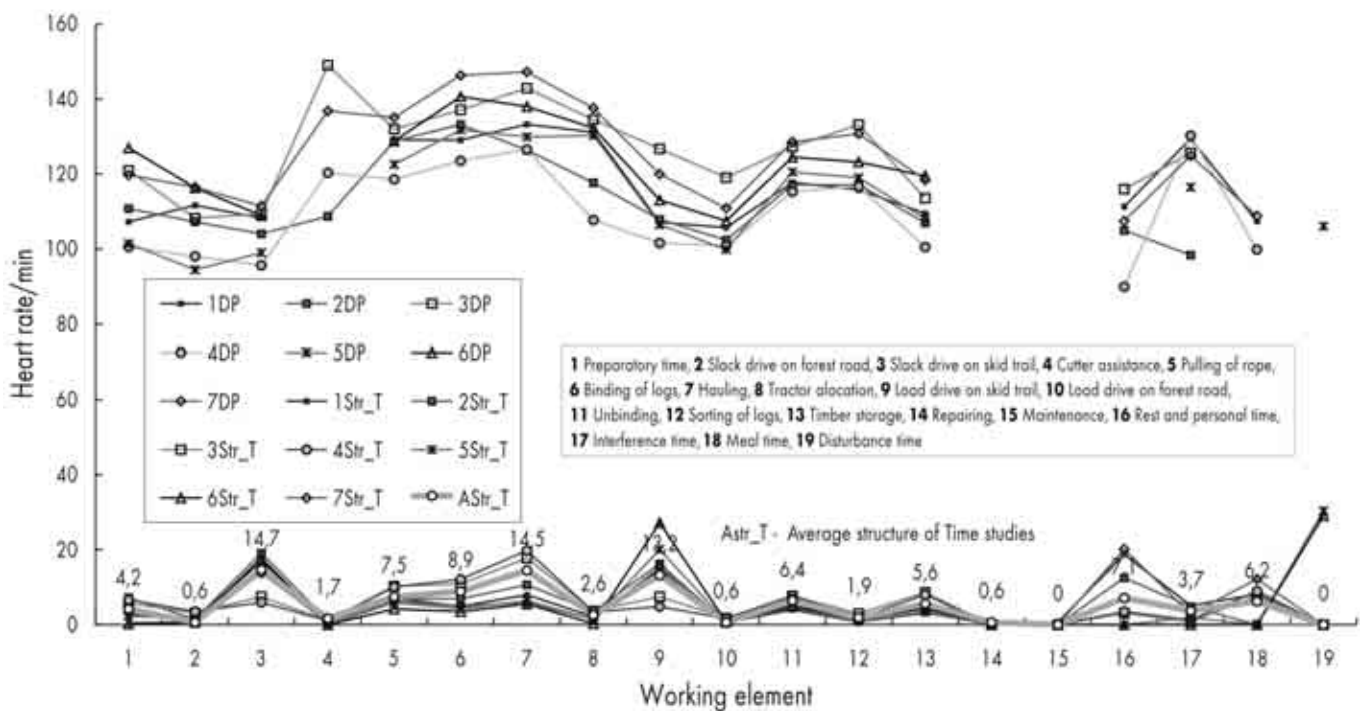 160
140
120
100
80
60
40
20
0
Heart rate/min
1DP 2DP 3DP
4DP 5DP 6DP
7DP 1Str_T 2Str_T
3Str_T 4Str_T 5Str_T
6Str_T 7Str_T AStr_T
1 Preparatory time, 2 Slack drive on forest road, 3 Slack drive on skid trail, 4 Cutter assistance, 5 Pulling of rope,
6 Binding of logs, 7 Hauling, 8 Tractor alocation, 9 Load drive on skid trail, 10 Load drive on forest road,
11 Unbinding, 12 Sorting of logs, 13 Timber storage, 14 Repairing, 15 Maintenance, 16 Rest and personal time,
17 Interference time, 18 Meal time, 19 Disturbance time
Astr_T - Average structure of Time studies
4,2 0,6 14,7 1,7 7,5 8,9 14,5 2,6 13,2 0,6 6,4 1,9 5,6 0,6 0 7,1 3,7 6,2 0
1 2 3 4 5 6 7 8 9 10 11 12 13 14 15 16 17 18 19
Working element